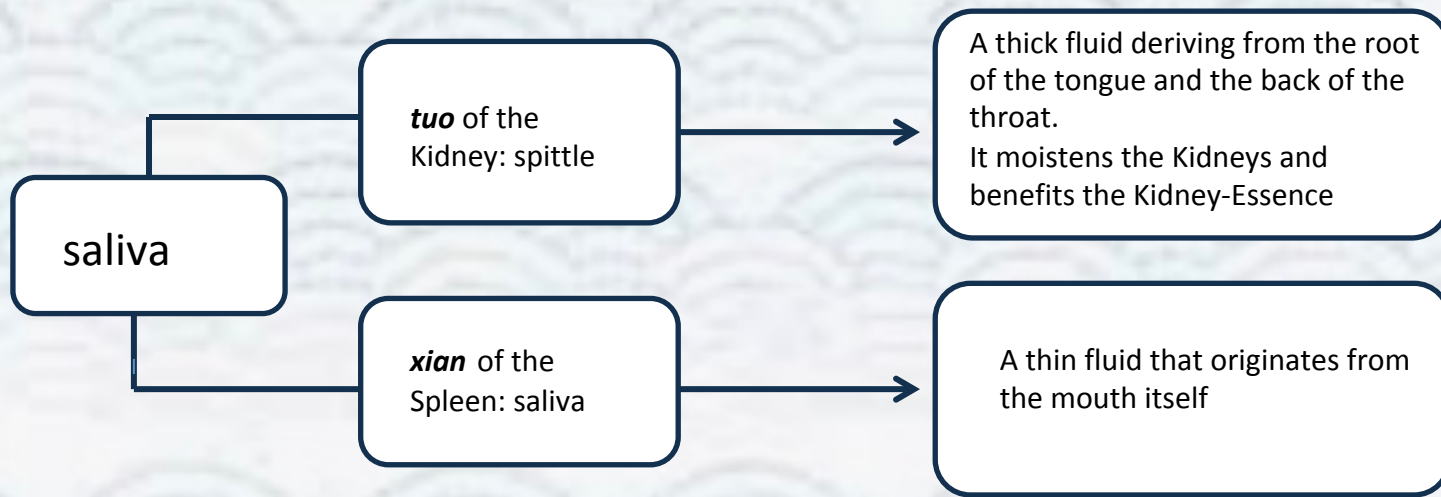 saliva
tuo of the
Kidney: spittle
A thick fluid deriving from the root
of the tongue and the back of the
throat.
It moistens the Kidneys and
benefits the Kidney-Essence
xian of the
Spleen: saliva
A thin fluid that originates from
the mouth itself